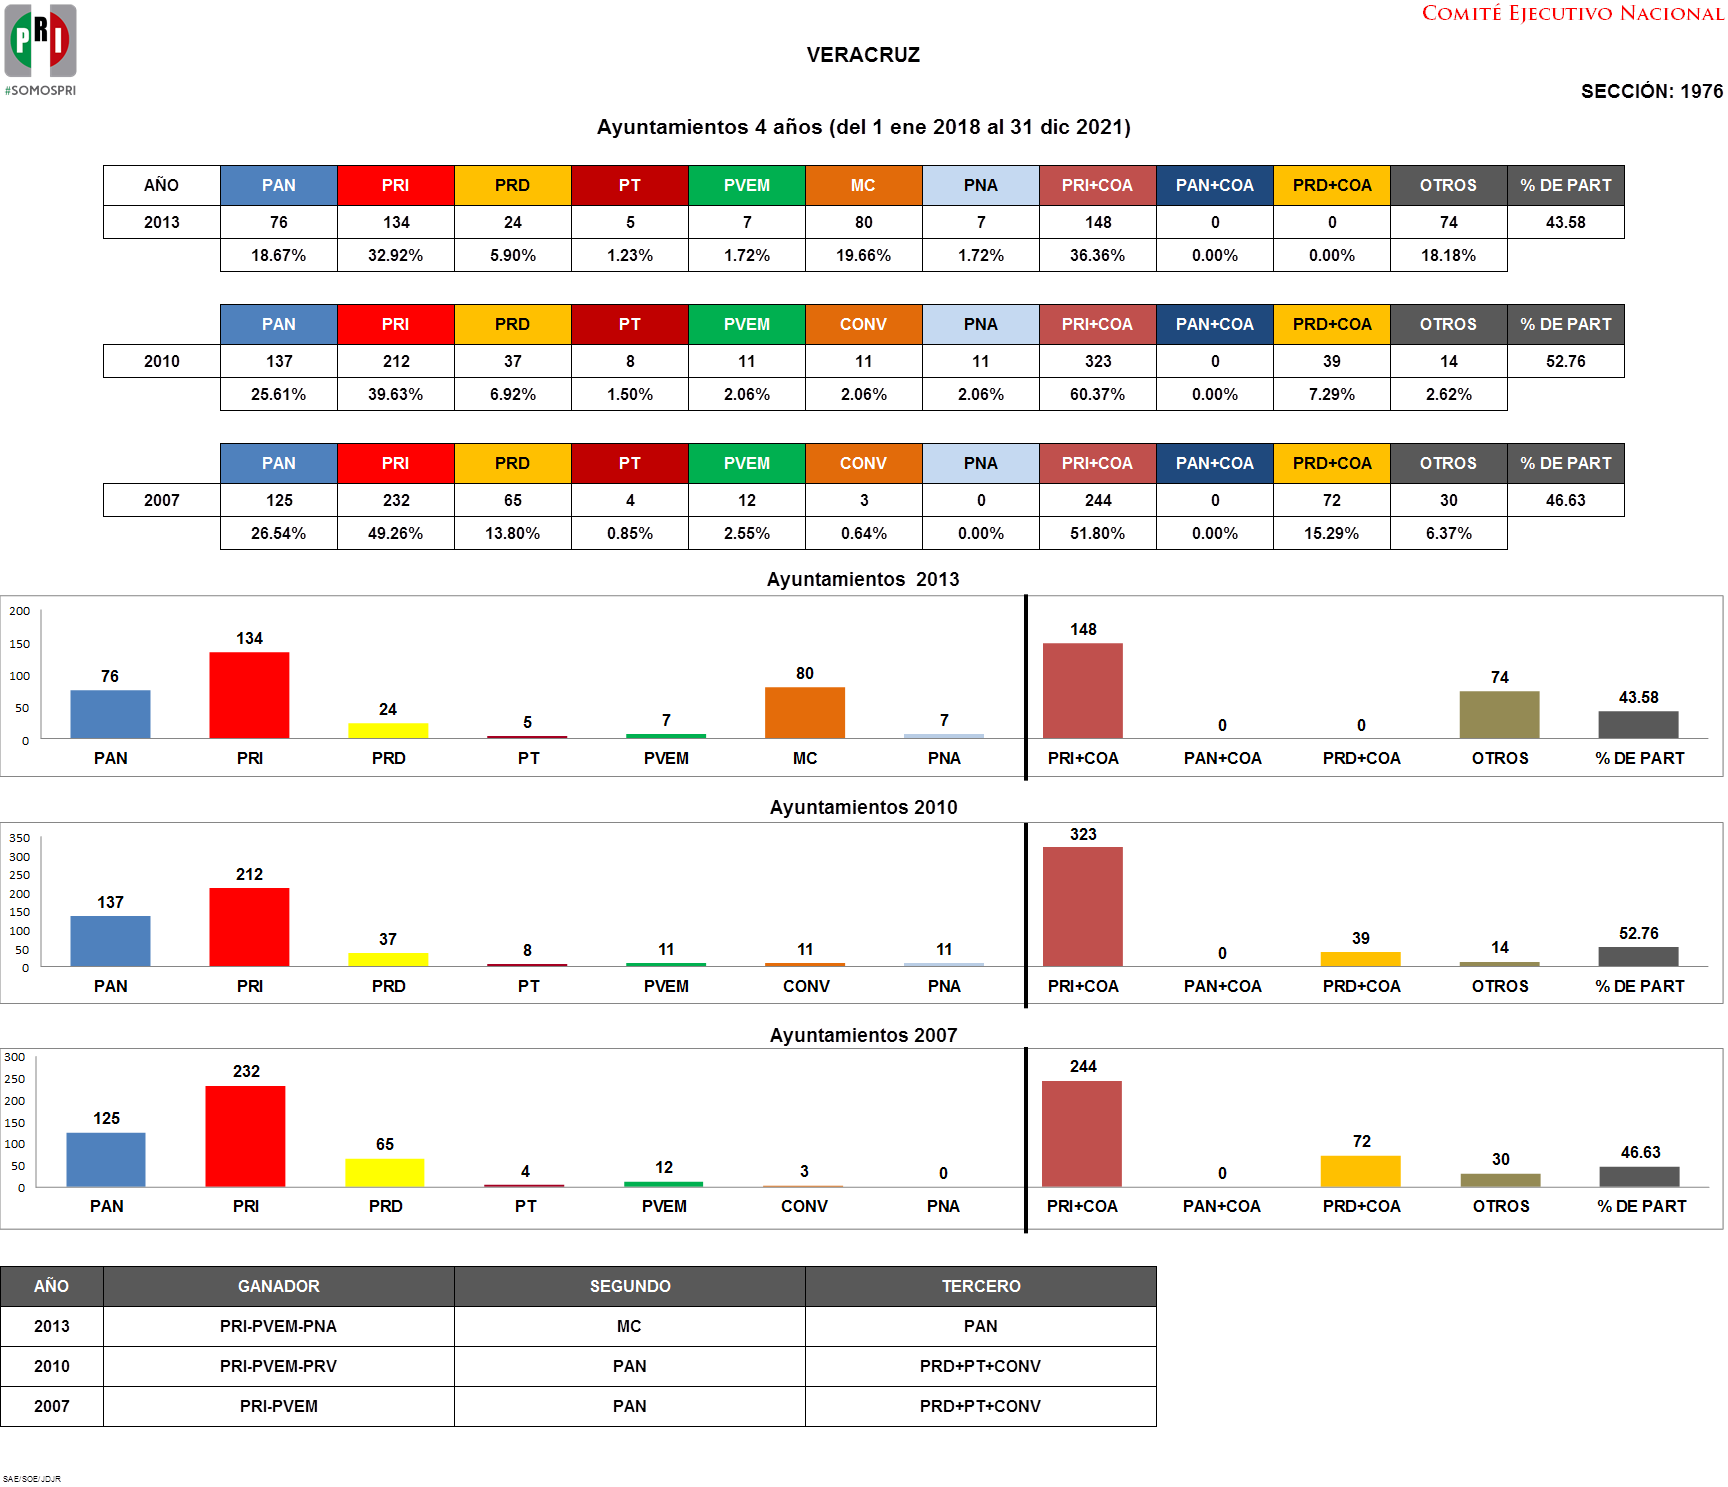 PRI
#SOMOSPRI
COMITÉ EJECUTIVO NACIONAL
VERACRUZ
SECCIÓN: 1976
Ayuntamientos 4 años (del 1 ene 2018 al 31 dic 2021)
AÑO PAN PRI PRD PT PVEM MC PNA PRI+COA PAN+COA PRD+COA OTROS % DE PART
2013 76 134 24 5 7 80 7 148 0 0 74 43.58
18.67% 32.92% 5.90% 1.23% 1.72% 19.66% 1.72% 36.36% 0.00% 0.00% 18.18%
PAN PRI PRD PT PVEM CONV PNA PRI+COA PAN+COA PRD+COA OTROS % DE PART
2010 137 212 37 8 11 11 11 323 0 39 14 52.76
25.61% 39.63% 6.92% 1.50% 2.06% 2.06% 2.06% 60.37% 0.00% 7.29% 2.62%
PAN PRI PRD PT PVEM CONV PNA PRI+COA PAN+COA PRD+COA OTROS % DE PART
2007 125 232 65 4 12 3 0 244 0 72 30 46.63
26.54% 49.26% 13.80% 0.85% 2.55% 0.64% 0.00% 51.80% 0.00% 15.29% 6.37%
Ayuntamientos 2013
200
150
100
50
0
76 134 24 5 7 80 7 148 0 0 74 43.58
PAN PRI PRD PT PVEM MC PNA PRI+COA PAN+COA PRD+COA OTROS % DE PART
Ayuntamientos 2010
350
300
250
200
150
100
50
0
137 212 37 8 11 11 11 323 0 39 14 52.76
PAN PRI PRD PT PVEM CONV PNA PRI+COA PAN+COA PRD+COA OTROS % DE PART
Ayuntamientos 2007
300
250
200
150
100
50
0
125 232 65 4 12 3 0 244 0 72 30 46.63
PAN PRI PRD PT PVEM CONV PNA PRI+COA PAN+COA PRD+COA OTROS % DE PART
AÑO GANADOR SEGUNDO TERCERO
2013 PRI-PVEM-PNA MC PAN
2010 PRI-PVEM-PRV PAN PRD+PT+CONV
2007 PRI-PVEM PAN PRD+PT+CONV
SAE/SOE/JDJR